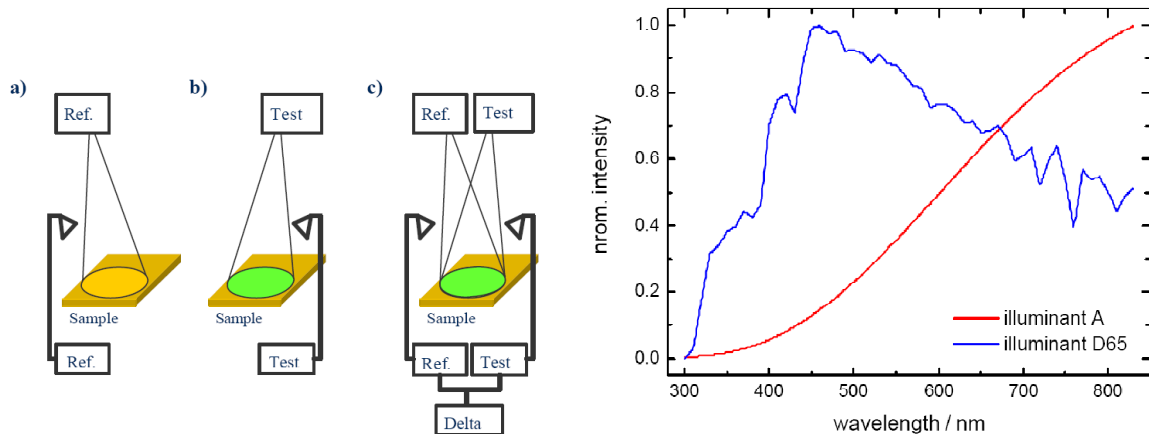 a)
Ref.
Sample
Ref.
b)
Test
Sample
Test
c)
Ref.
Test
Sample
Ref.
Test
Delta
nrom. intensity
1.0
0.8
0.6
0.4
0.2
0.0
illuminant A
illuminant D65
300 400 500 600 700 800
wavelength / nm